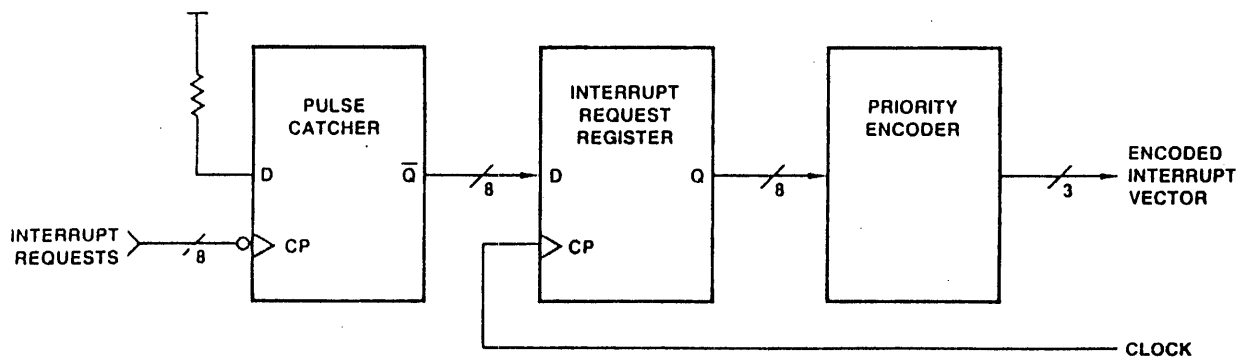 PULSE
CATCHER
D
Q
8
INTERRUPT
REQUESTS
8
CP
INTERRUPT
REQUEST
REGISTER
D
Q
8
CP
PRIORITY
ENCODER
3
ENCODED
INTERRUPT
VECTOR
CLOCK